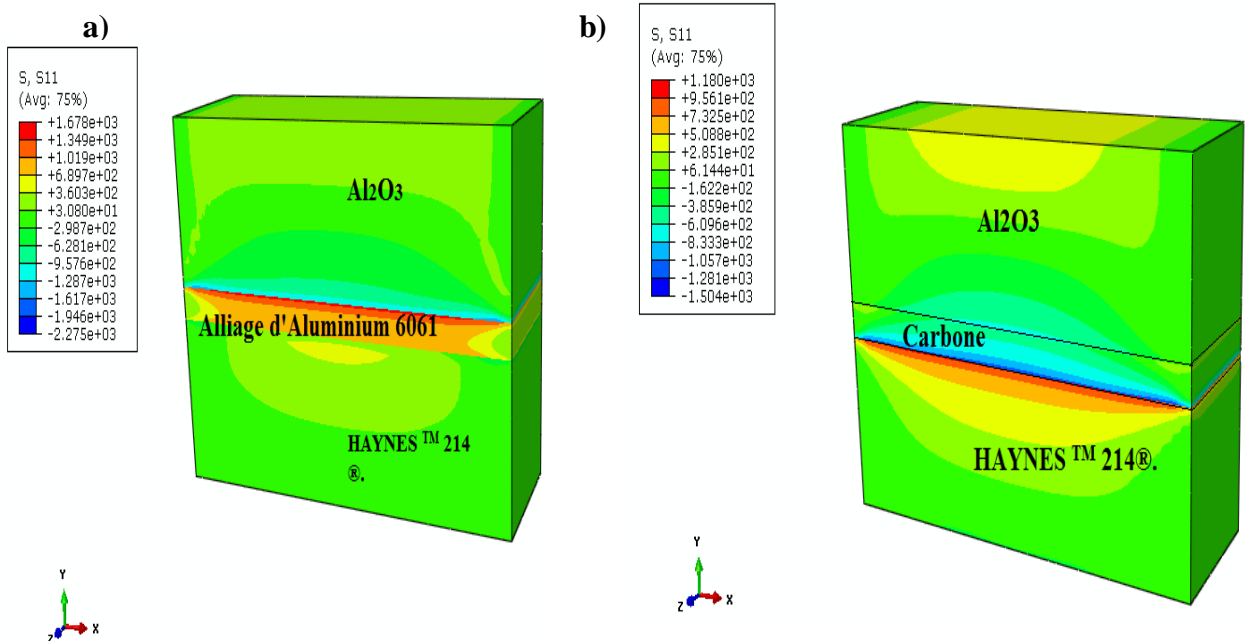 a)
S, S11
(Avg: 75%)
+1.678e+03
+1.349e+03
+1.019e+03
+6.897e+02
+3.603e+02
+3.080e+01
-2.987e+02
-6.281e+02
-9.576e+02
-1.287e+03
-1.617e+03
-1.946e+03
-2.275e+03
Al2O3
Alliage d'Aluminium 6061
HAYNES ™ 214
®.
Y
Z
X
b)
S, S11
(Avg: 75%)
+1.180e+03
+9.561e+02
+7.325e+02
+5.088e+02
+2.851e+02
+6.144e+01
-1.622e+02
-3.859e+02
-6.096e+02
-8.333e+02
-1.057e+03
-1.281e+03
-1.504e+03
Al2O3
Carbone
HAYNES ™ 214®.
Y
Z
X